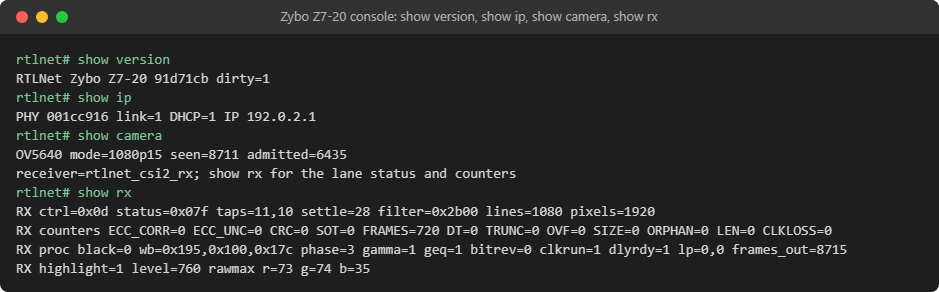 Zybo Z7-20 console: show version, show ip, show camera, show rx
rtlnet# show version
RTLNet Zybo Z7-20 91d71cb dirty=1
rtlnet# show ip
PHY 001cc916 link=1 DHCP=1 IP 192.0.2.1
rtlnet# show camera
OV5640 mode=1080p15 seen=8711 admitted=6435
receiver=rtlnet_csi2_rx; show rx for the lane status and counters
rtlnet# show rx
RX ctrl=0x0d status=0x07f taps=11,10 settle=28 filter=0x2b00 lines=1080 pixels=1920
RX counters ECC_CORR=0 ECC_UNC=0 CRC=0 SOT=0 FRAMES=720 DT=0 TRUNC=0 OVF=0 SIZE=0 ORPHAN=0 LEN=0 CLKLOSS=0
RX proc black=0 wb=0x195,0x100,0x17c phase=3 gamma=1 geq=1 bitrev=0 clkrun=1 dlyrdy=1 lp=0,0 frames_out=8715
RX highlight=1 level=760 rawmax r=73 g=74 b=35